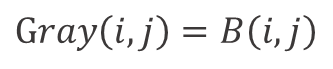 Gray(i,j) = B(i,j)